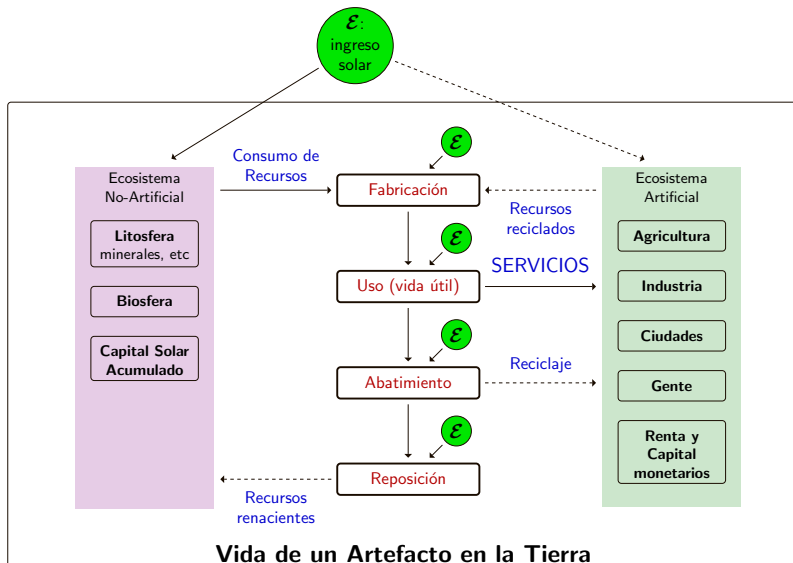 ℰ:
ingreso
solar
Ecosistema
No-Artificial
Litosfera
minerales, etc
Biosfera
Capital Solar
Acumulado
Consumo de
Recursos
ℰ
Fabricación
Recursos
reciclados
ℰ
Uso (vida útil)
SERVICIOS
ℰ
Abatimiento
Reciclaje
ℰ
Reposición
Recursos
renacientes
Ecosistema
Artificial
Agricultura
Industria
Ciudades
Gente
Renta y
Capital
monetarios
Vida de un Artefacto en la Tierra